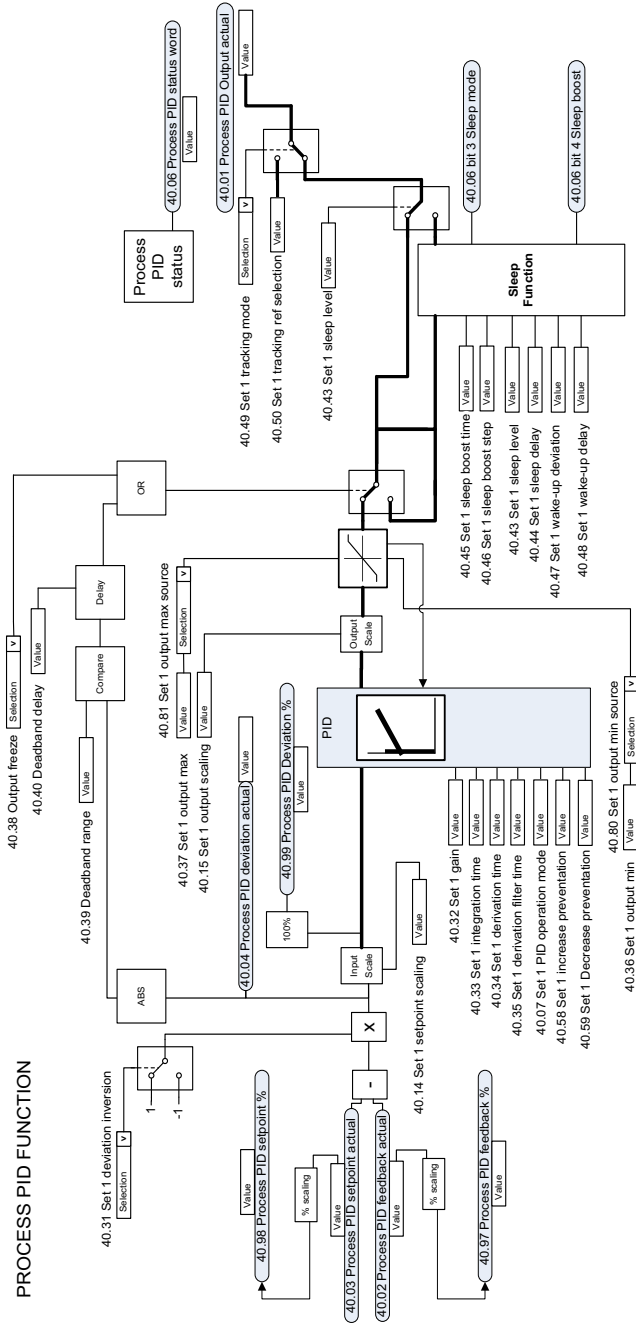 PROCESS PID FUNCTION
40.31 Set 1 deviation inversion
Selection v
1
-1
ABS
40.98 Process PID setpoint %
Value
% scaling
40.03 Process PID setpoint actual
Value
40.02 Process PID feedback actual
Value
% scaling
40.97 Process PID feedback %
Value
-
X
Input Scale
40.14 Set 1 setpoint scaling
Value
100%
40.99 Process PID Deviation %
Value
40.04 Process PID deviation actual
Value
40.38 Output freeze
Selection v
40.40 Deadband delay
Value
40.39 Deadband range
Value
Compare
Delay
OR
40.81 Set 1 output max source
40.37 Set 1 output max
Value
Selection v
40.15 Set 1 output scaling
Value
PID
Output Scale
40.32 Set 1 gain
Value
40.33 Set 1 integration time
Value
40.34 Set 1 derivation time
Value
40.35 Set 1 derivation filter time
Value
40.07 Set 1 PID operation mode
Value
40.58 Set 1 increase preventation
Value
40.59 Set 1 Decrease preventation
Value
40.80 Set 1 output min source
40.36 Set 1 output min
Value
Selection v
Process
PID
status
40.06 Process PID status word
Value
40.01 Process PID Output actual
Value
40.49 Set 1 tracking mode
Selection v
40.50 Set 1 tracking ref selection
Value
40.43 Set 1 sleep level
Value
40.45 Set 1 sleep boost time
Value
40.46 Set 1 sleep boost step
Value
40.43 Set 1 sleep level
Value
40.44 Set 1 sleep delay
Value
40.47 Set 1 wake-up deviation
Value
40.48 Set 1 wake-up delay
Value
Sleep
Function
40.06 bit 3 Sleep mode
40.06 bit 4 Sleep boost